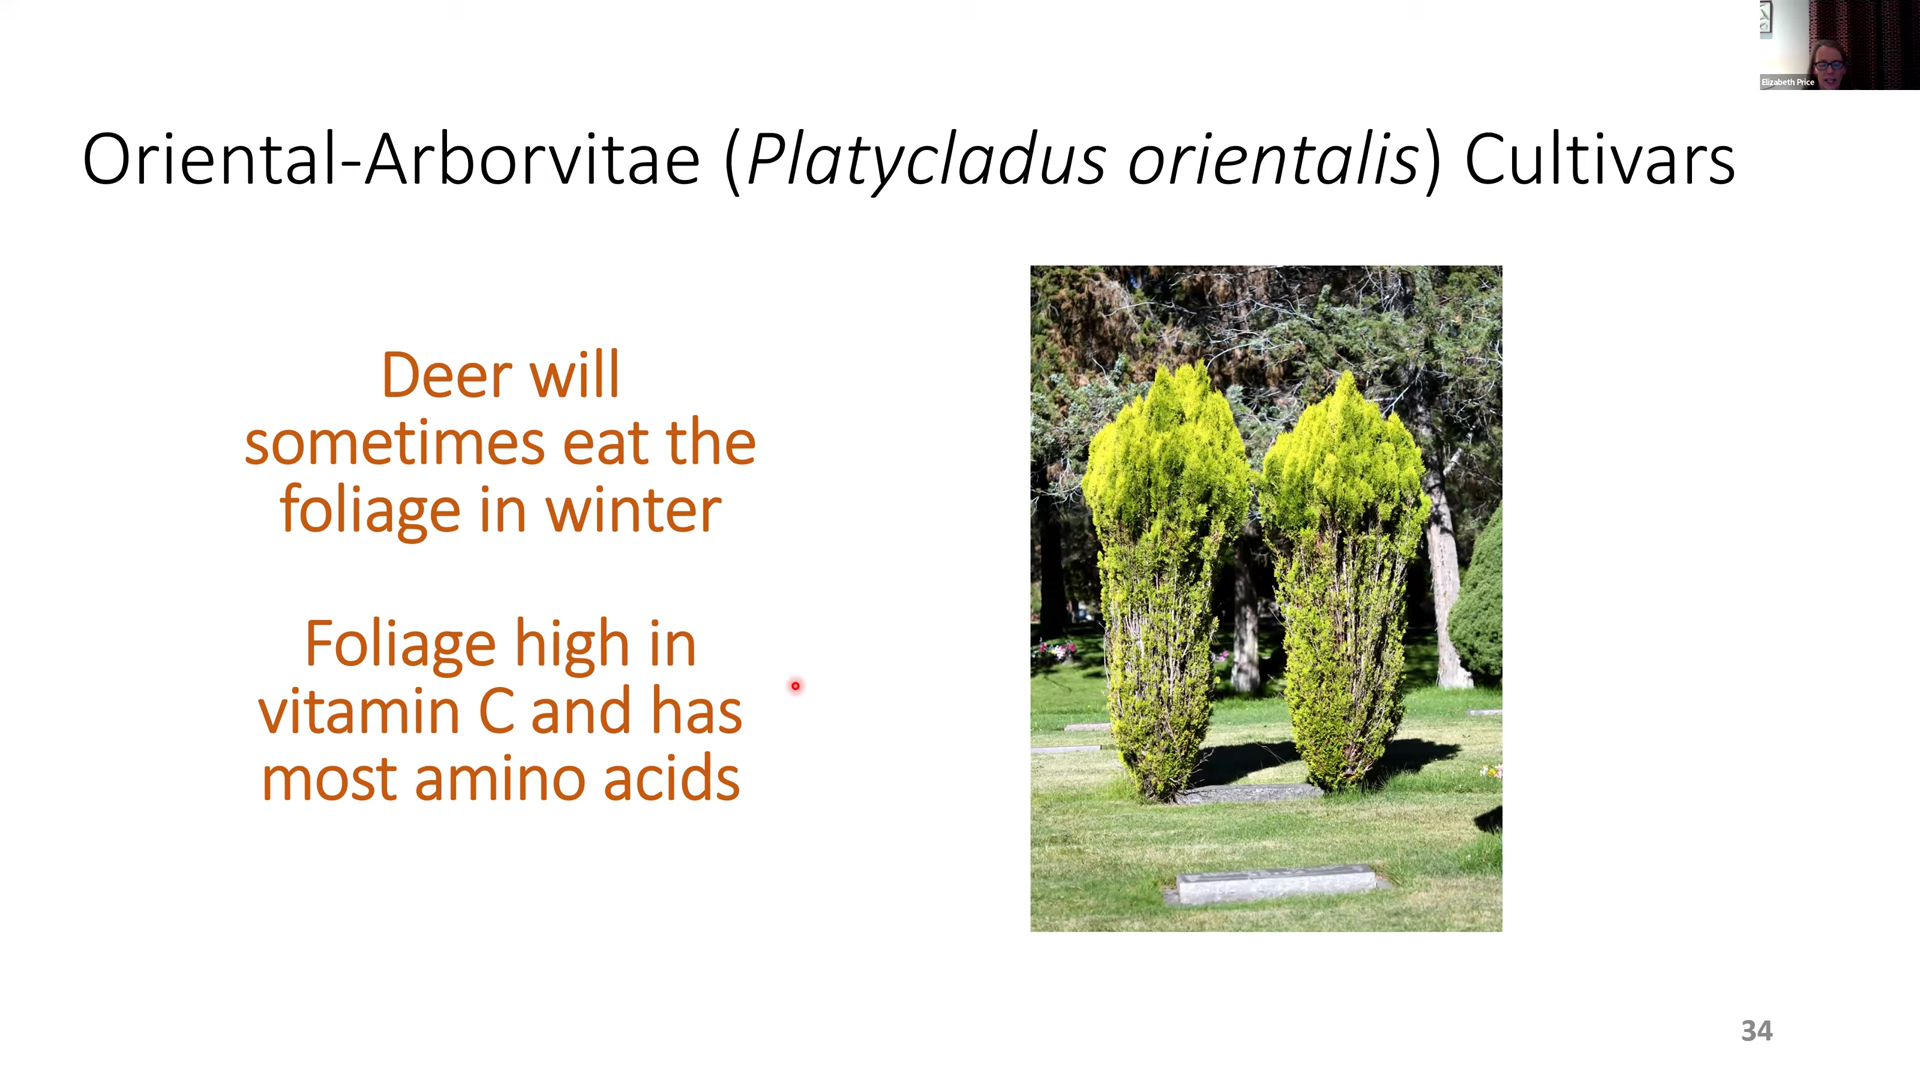 Elizabeth Price
Oriental-Arborvitae (Platycladus orientalis) Cultivars
Deer will
sometimes eat the
foliage in winter
Foliage high in
vitamin C and has
most amino acids
34